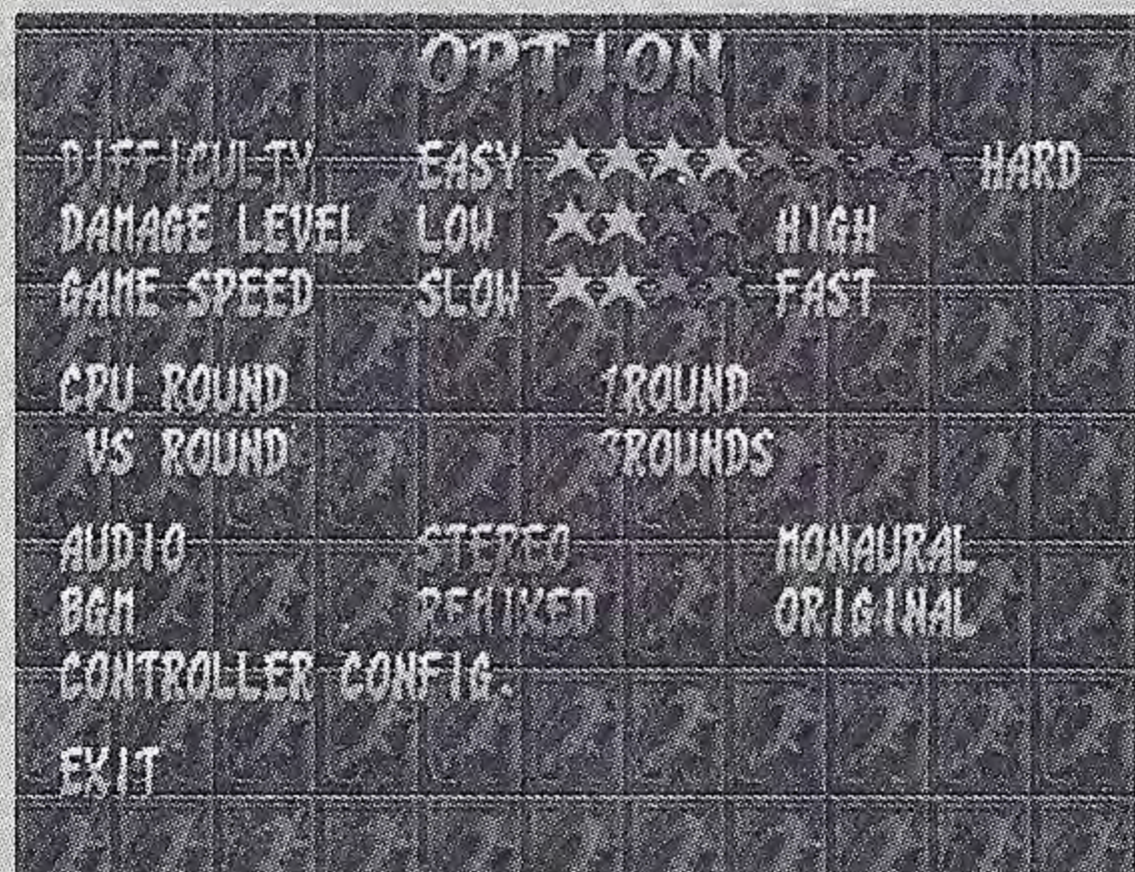 OPTION
DIFFICULTY EASY ★★★★★★★★ HARD
DAMAGE LEVEL LOW ★★★★ HIGH
GAME SPEED SLOW ★★★★ FAST
CPU ROUND 1ROUND
VS ROUND 3ROUNDS
AUDIO STEREO MONAURAL
BGM REMIXED ORIGINAL
CONTROLLER CONFIG.
EXIT